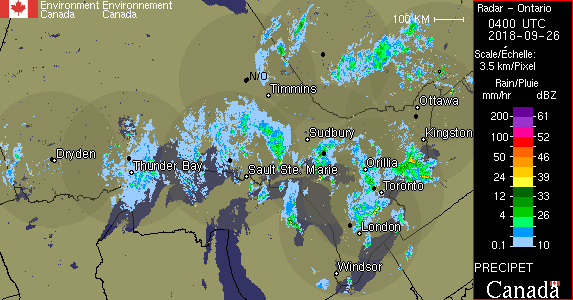 Environment Environnement
Canada Canada
100 KM
N/O
Timmins
Ottawa
Kingston
Sudbury
Dryden
Thunder Bay
Sault Ste. Marie
Orillia
Toronto
London
Windsor
Radar - Ontario
0400 UTC
2018-09-26
Scale/Échelle:
3.5 km/Pixel
Rain/Pluie
mm/hr dBZ
200 61
100 52
50 46
24 39
12 33
4 26
0.1 10
PRECIPET
Canada